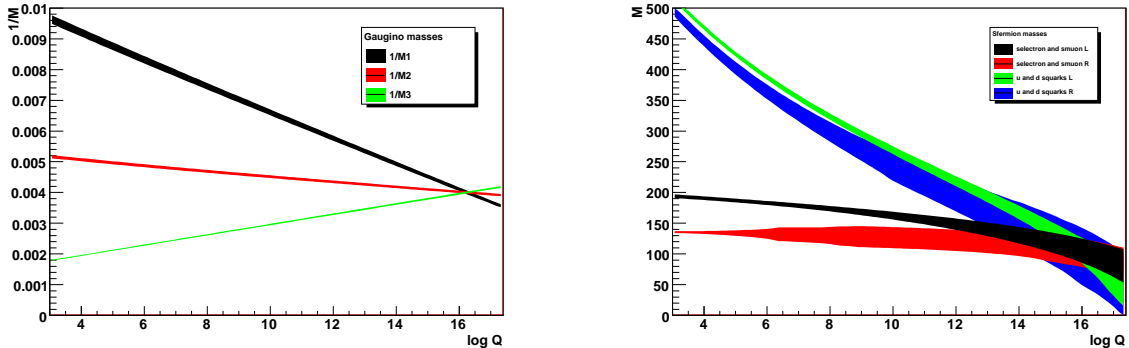 1/M
0.01
0.009
0.008
0.007
0.006
0.005
0.004
0.003
0.002
0.001
0
4 6 8 10 12 14 16
log Q
Gaugino masses
1/M1
1/M2
1/M3
M
500
450
400
350
300
250
200
150
100
50
0
4 6 8 10 12 14 16
log Q
Sfermion masses
selectron and smuon L
selectron and smuon R
u and d squarks L
u and d squarks R